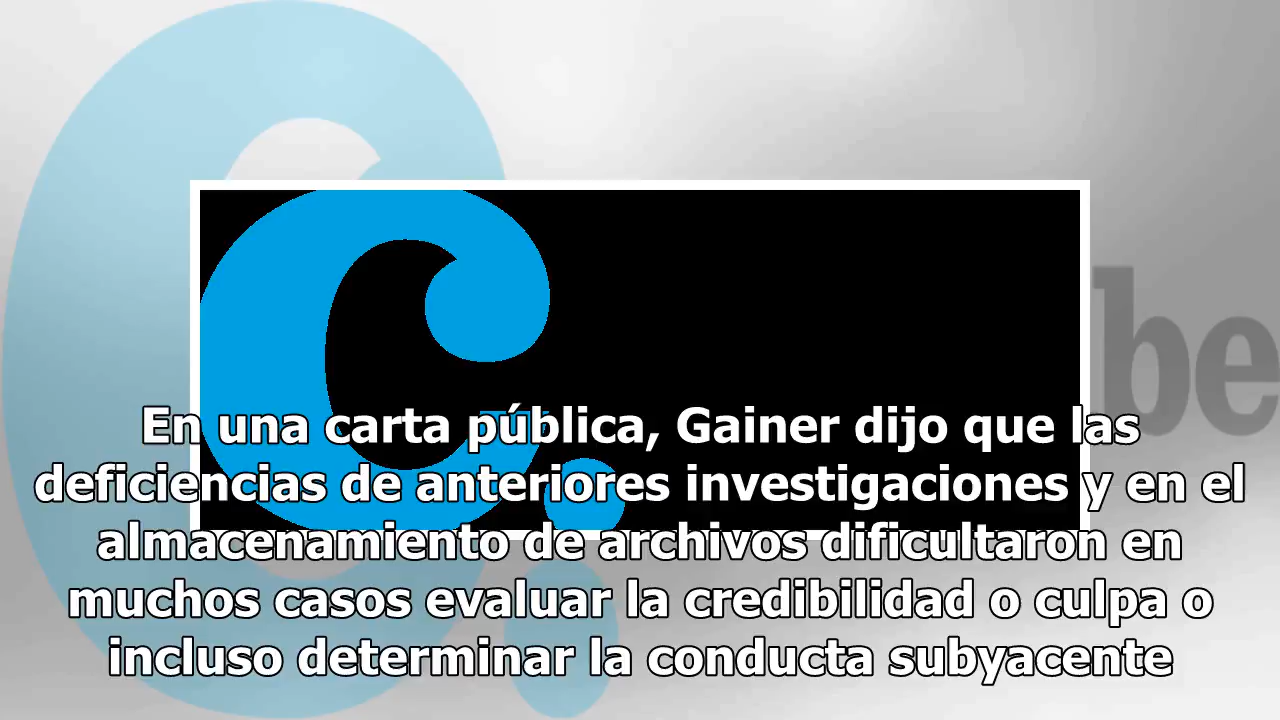 C.
be
En una carta pública, Gainer dijo que las
deficiencias de anteriores investigaciones y en el
almacenamiento de archivos dificultaron en
muchos casos evaluar la credibilidad o culpa o
incluso determinar la conducta subyacente